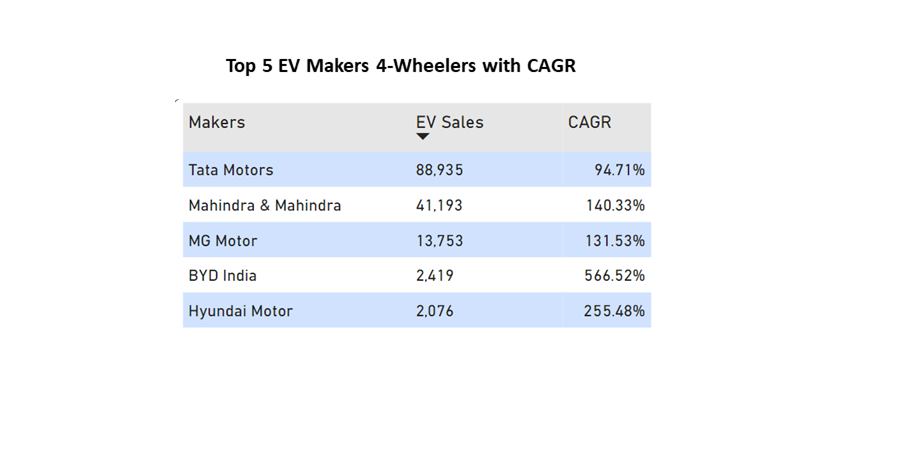 Top 5 EV Makers 4-Wheelers with CAGR
Makers EV Sales CAGR
Tata Motors 88,935 94.71%
Mahindra & Mahindra 41,193 140.33%
MG Motor 13,753 131.53%
BYD India 2,419 566.52%
Hyundai Motor 2,076 255.48%